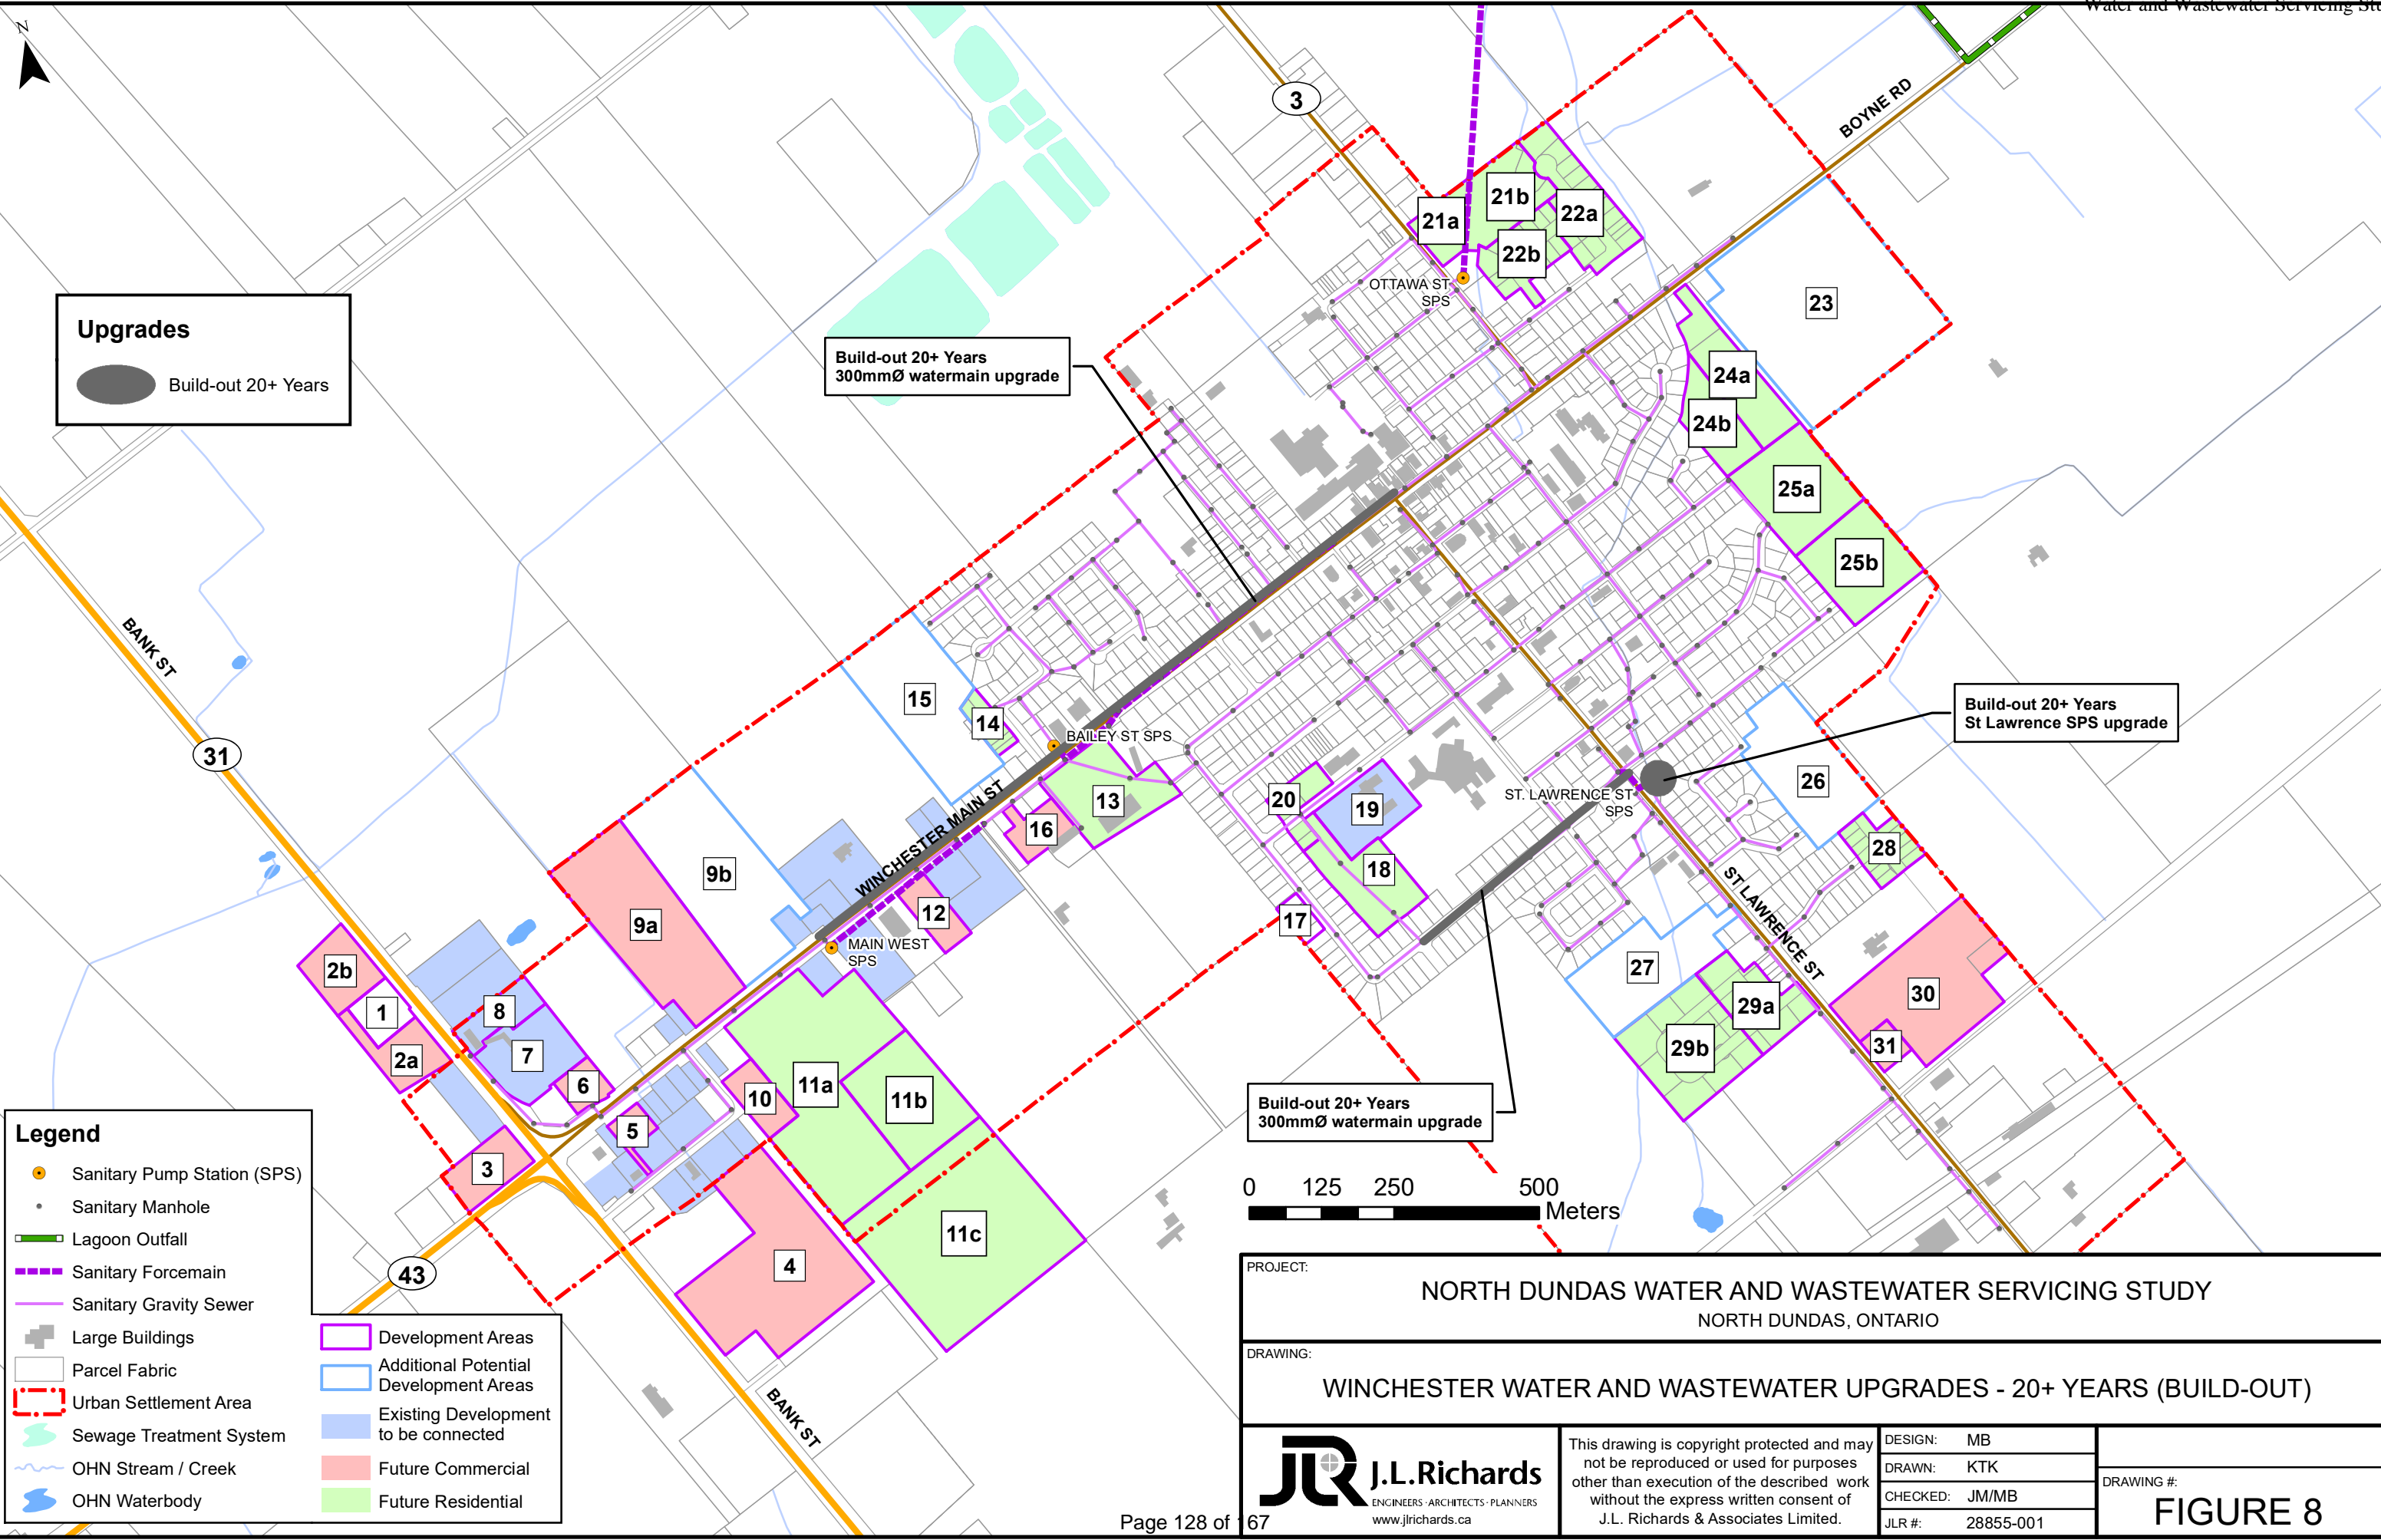 Water and Wastewater Servicing Stu
N
3
BOYNE RD
21b
22a
21a
22b
OTTAWA ST
SPS
23
Upgrades
Build-out 20+ Years
Build-out 20+ Years
300mmØ watermain upgrade
24a
24b
25a
25b
BANK ST
31
15
14
BAILEY ST SPS
Build-out 20+ Years
St Lawrence SPS upgrade
26
13
20
19
ST. LAWRENCE ST
SPS
16
WINCHESTER MAIN ST
28
9b
18
12
17
9a
MAIN WEST
SPS
ST LAWRENCE ST
2b
1
8
27
30
29a
2a
7
29b
31
6
11a
10
11b
5
Build-out 20+ Years
300mmØ watermain upgrade
3
11c
4
43
BANK ST
0 125 250 500
Meters
Legend
Sanitary Pump Station (SPS)
Sanitary Manhole
Lagoon Outfall
Sanitary Forcemain
Sanitary Gravity Sewer
Large Buildings
Parcel Fabric
Urban Settlement Area
Sewage Treatment System
OHN Stream / Creek
OHN Waterbody
Development Areas
Additional Potential
Development Areas
Existing Development
to be connected
Future Commercial
Future Residential
PROJECT:
NORTH DUNDAS WATER AND WASTEWATER SERVICING STUDY
NORTH DUNDAS, ONTARIO
DRAWING:
WINCHESTER WATER AND WASTEWATER UPGRADES - 20+ YEARS (BUILD-OUT)
JLR J.L.Richards
ENGINEERS · ARCHITECTS · PLANNERS
www.jlrichards.ca
This drawing is copyright protected and may
not be reproduced or used for purposes
other than execution of the described work
without the express written consent of
J.L. Richards & Associates Limited.
DESIGN: MB
DRAWN: KTK
CHECKED: JM/MB
JLR #: 28855-001
DRAWING #:
FIGURE 8
Page 128 of 167